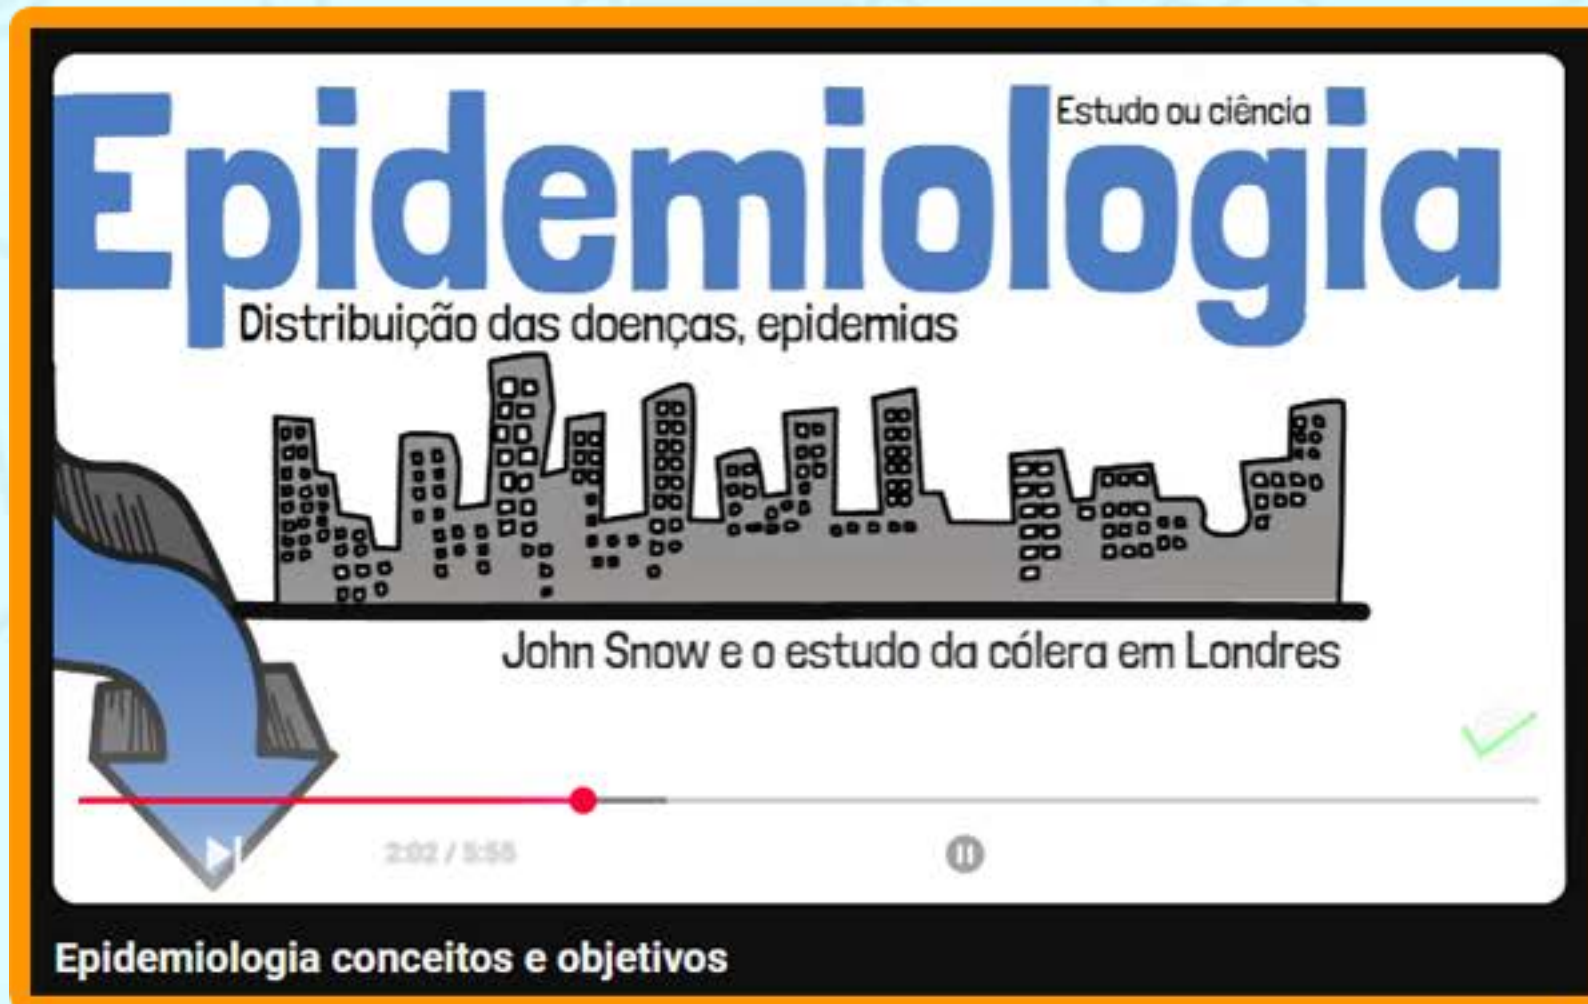 Estudo ou ciência
Epidemiologia
Distribuição das doenças, epidemias
John Snow e o estudo da cólera em Londres
2:02 / 5:55
Epidemiologia conceitos e objetivos